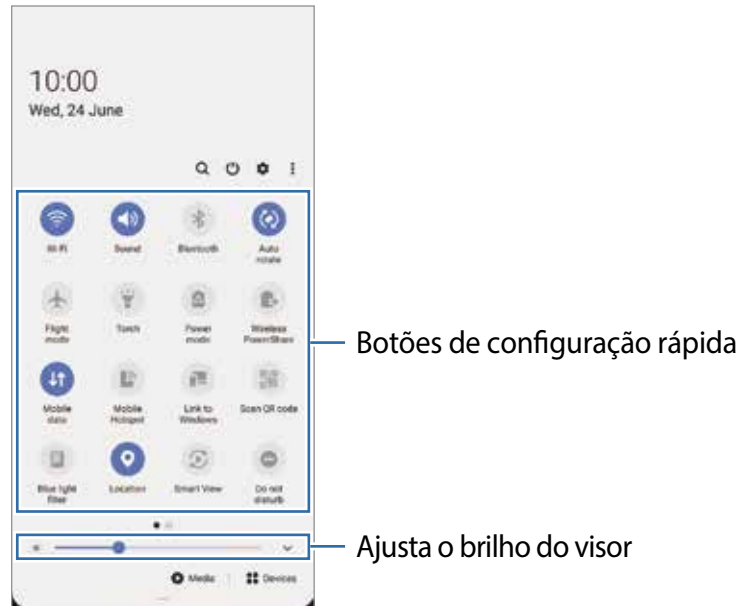 10:00
Wed, 24 June
Wi-Fi
Sound
Bluetooth
Auto
rotate
Flight
mode
Torch
Power
mode
Wireless
PowerShare
Mobile
data
Mobile
Hotspot
Link to
Windows
Scan QR code
Blue light
filter
Location
Smart View
Do not
disturb
Media
Devices
Botões de configuração rápida
Ajusta o brilho do visor